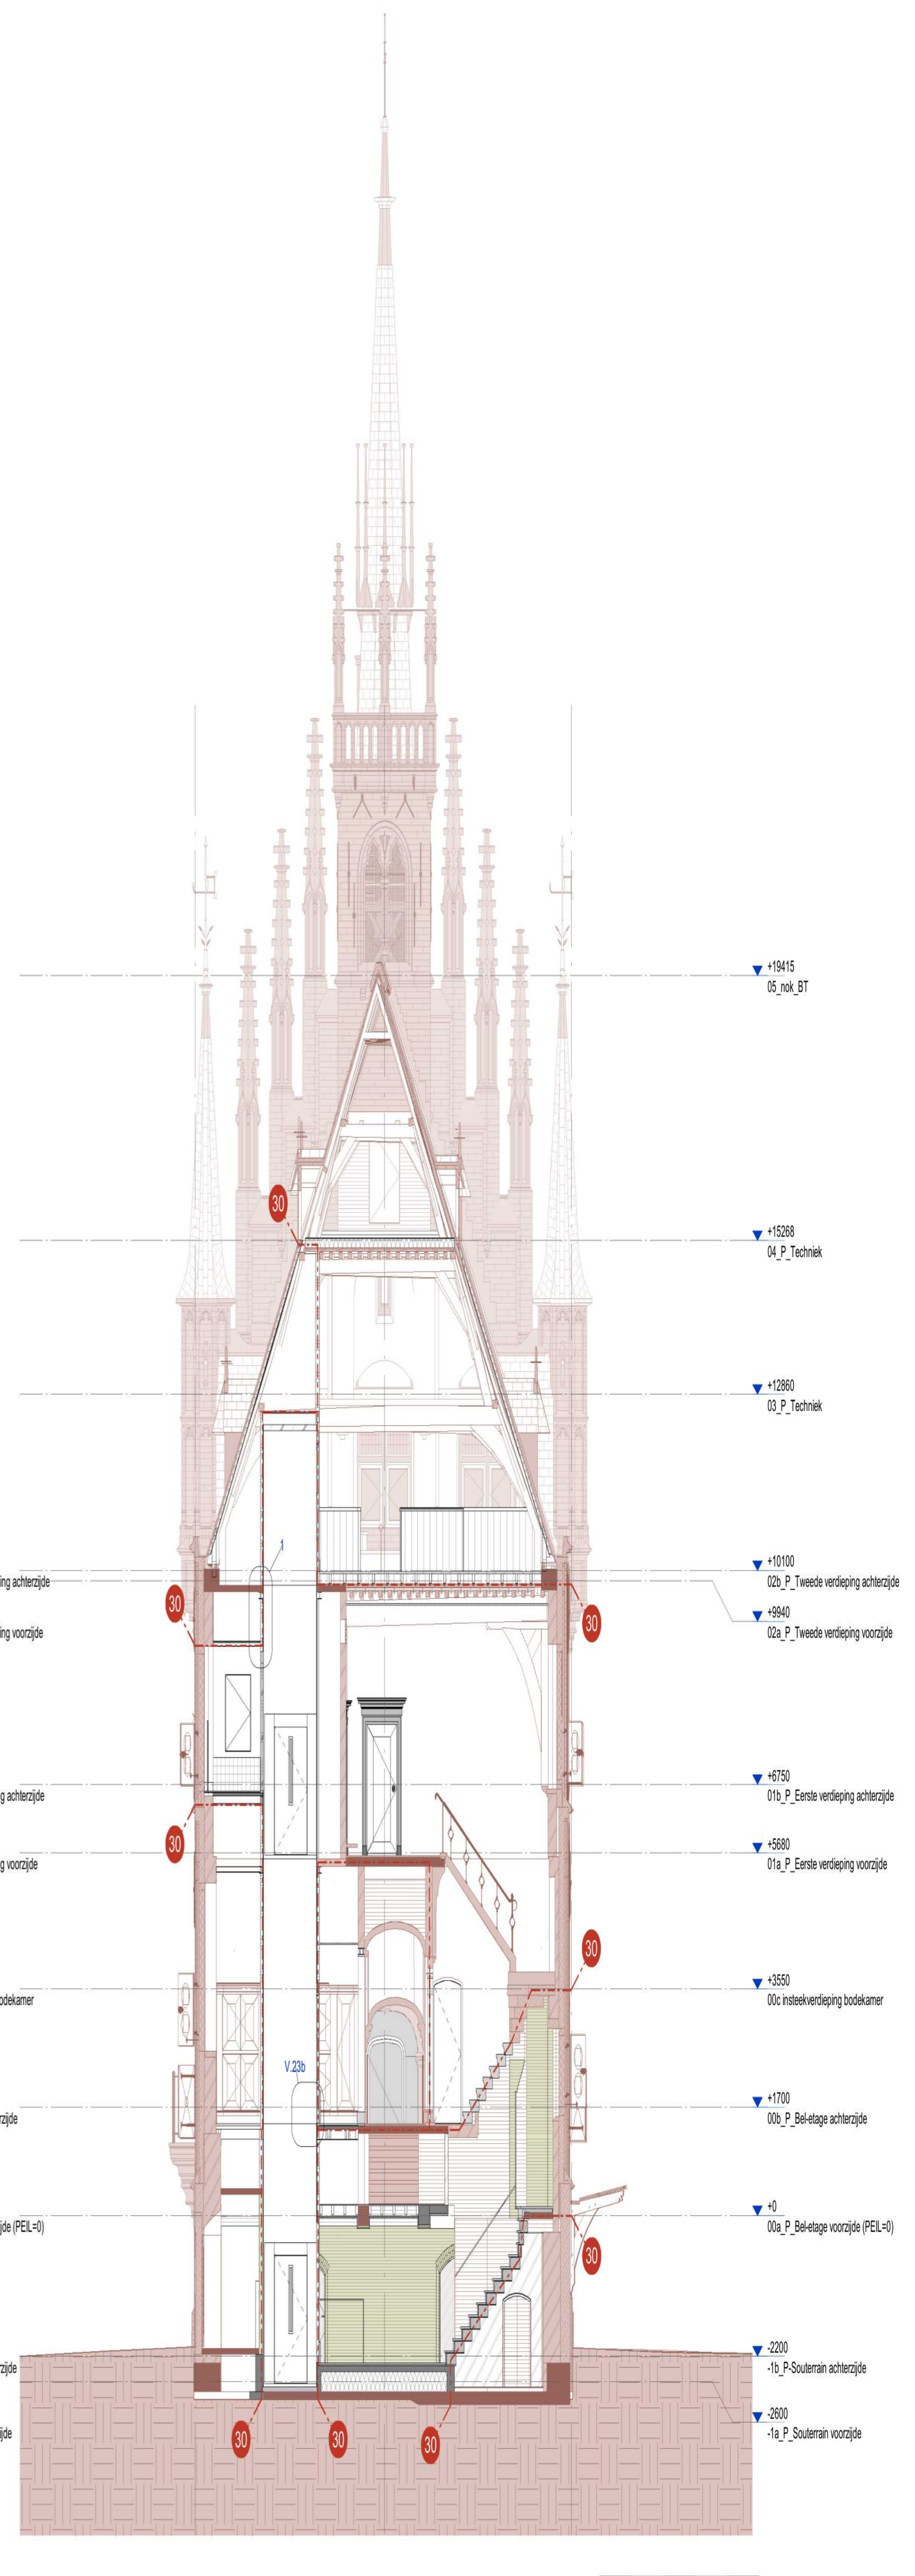 +19415
05_nok_BT
30
+15268
04_P_Techniek
+12860
03_P_Techniek
1
+10100
ing achterzijde
02b_P_Tweede verdieping achterzijde
30
30
+9940
ing voorzijde
02a_P_Tweede verdieping voorzijde
+6750
g achterzijde
01b_P_Eerste verdieping achterzijde
30
+5680
g voorzijde
01a_P_Eerste verdieping voorzijde
30
+3550
odekamer
00c insteekverdieping bodekamer
V.23b
+1700
rzijde
00b_P_Bel-etage achterzijde
+0
jde (PEIL=0)
00a_P_Bel-etage voorzijde (PEIL=0)
30
-2200
rzijde
-1b_P-Souterrain achterzijde
-2600
ijde
-1a_P_Souterrain voorzijde
30
30
30